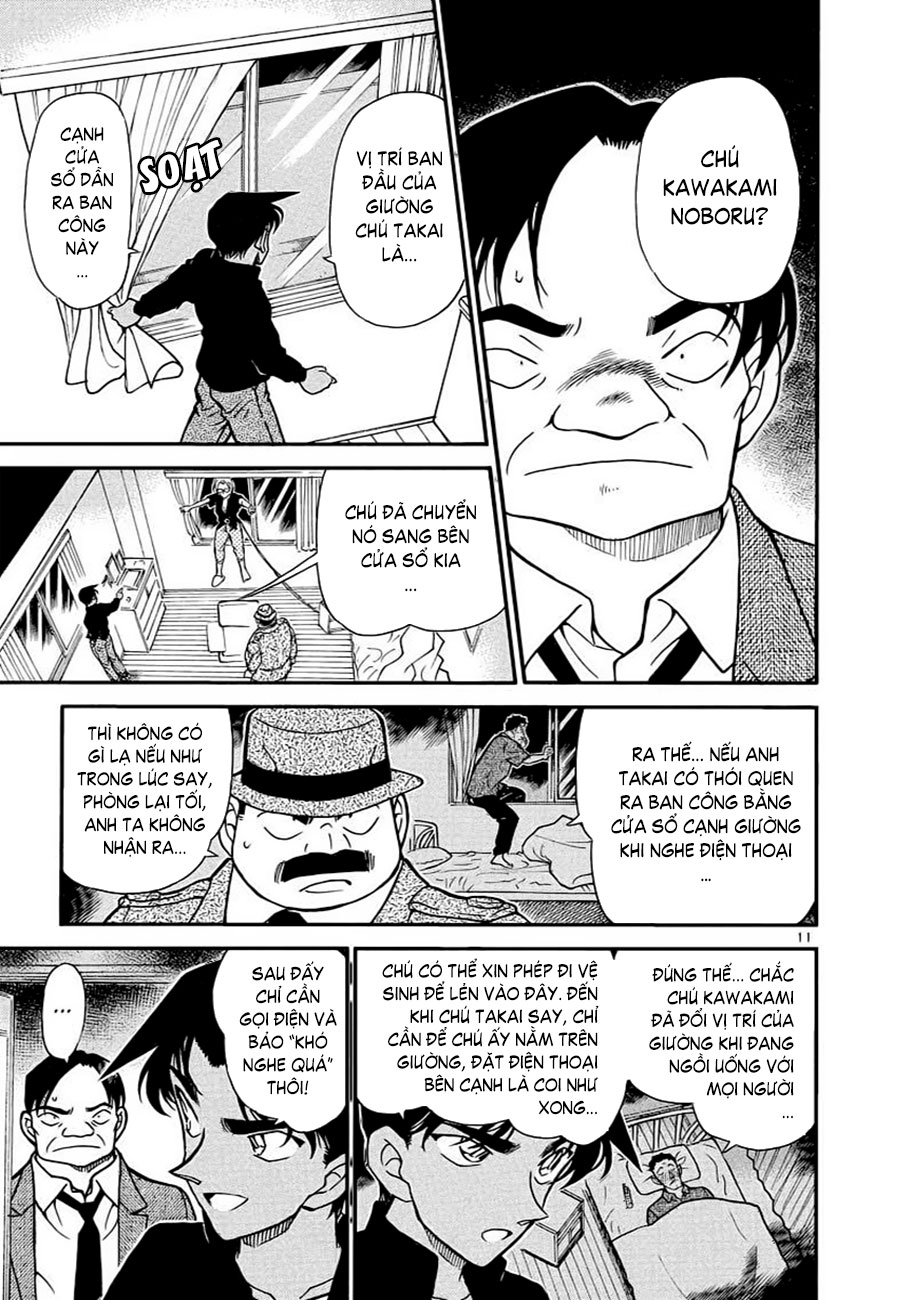 CHÚ
KAWAKAMI
NOBORU?
VỊ TRÍ BAN
ĐẦU CỦA
GIƯỜNG
CHÚ TAKAI
LÀ...
SOẠT
CẠNH
CỬA
SỔ DẦN
RA BAN
CÔNG
NÀY
...
CHÚ ĐÃ CHUYỂN
NÓ SANG BÊN
CỬA SỔ KIA
...
RA THẾ... NẾU ANH
TAKAI CÓ THÓI QUEN
RA BAN CÔNG BẰNG
CỬA SỔ CẠNH GIƯỜNG
KHI NGHE ĐIỆN THOẠI
...
THÌ KHÔNG CÓ
GÌ LẠ NẾU NHƯ
TRONG LÚC SAY,
PHÒNG LẠI TỐI,
ANH TA KHÔNG
NHẬN RA...
11
ĐÚNG THẾ... CHẮC
CHÚ KAWAKAMI
ĐÃ ĐỔI VỊ TRÍ CỦA
GIƯỜNG KHI ĐANG
NGỒI UỐNG VỚI
MỌI NGƯỜI
...
CHÚ CÓ THỂ XIN PHÉP ĐI VỆ
SINH ĐỂ LÉN VÀO ĐÂY. ĐẾN
KHI CHÚ TAKAI SAY, CHỈ
CẦN ĐỂ CHÚ ẤY NẰM TRÊN
GIƯỜNG, ĐẶT ĐIỆN THOẠI
BÊN CẠNH LÀ COI NHƯ
XONG...
SAU ĐẤY
CHỈ CẦN
GỌI ĐIỆN VÀ
BẢO "KHÓ
NGHE QUÁ"
THÔI!
...